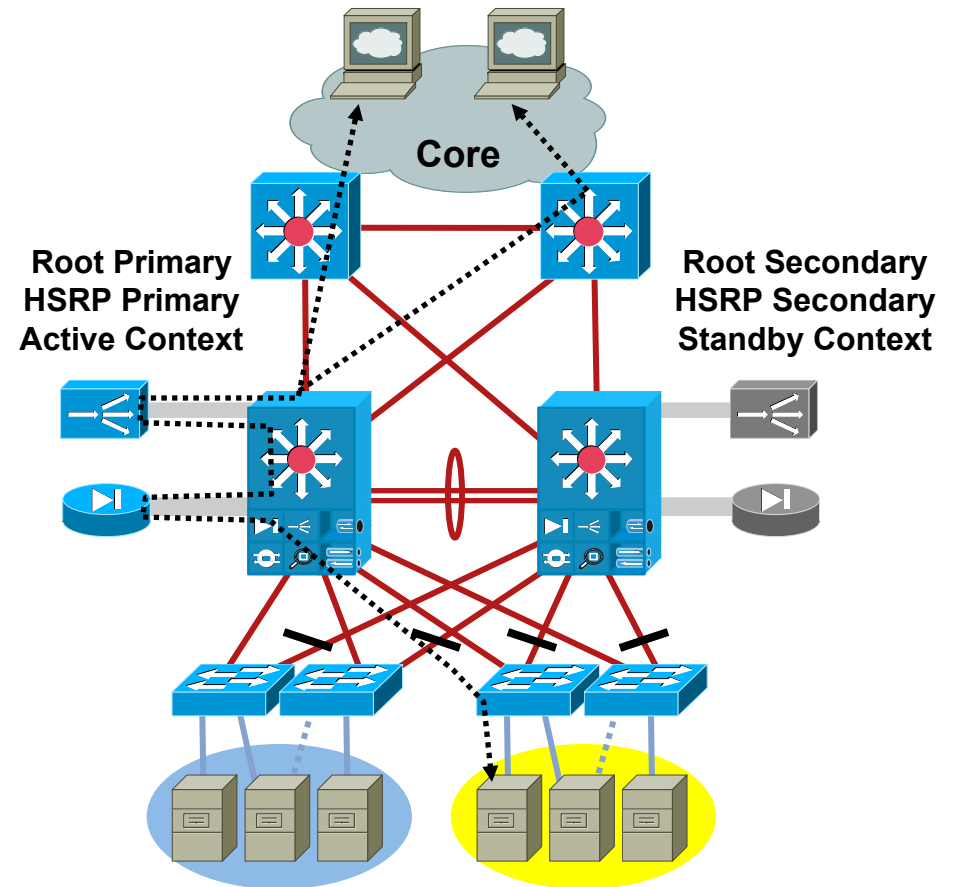 Core
Root Primary
HSRP Primary
Active Context
Root Secondary
HSRP Secondary
Standby Context